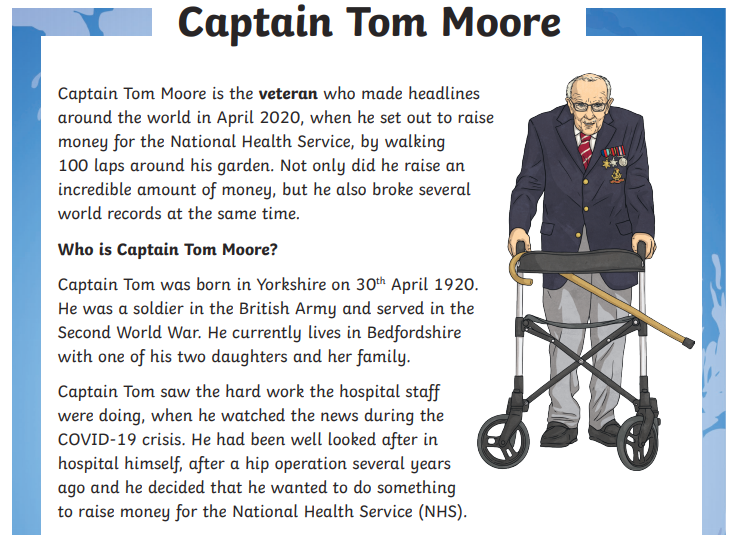 Captain Tom Moore
Captain Tom Moore is the veteran who made headlines
around the world in April 2020, when he set out to raise
money for the National Health Service, by walking
100 laps around his garden. Not only did he raise an
incredible amount of money, but he also broke several
world records at the same time.
Who is Captain Tom Moore?
Captain Tom was born in Yorkshire on 30th April 1920.
He was a soldier in the British Army and served in the
Second World War. He currently lives in Bedfordshire
with one of his two daughters and her family.
Captain Tom saw the hard work the hospital staff
were doing, when he watched the news during the
COVID-19 crisis. He had been well looked after in
hospital himself, after a hip operation several years
ago and he decided that he wanted to do something
to raise money for the National Health Service (NHS).